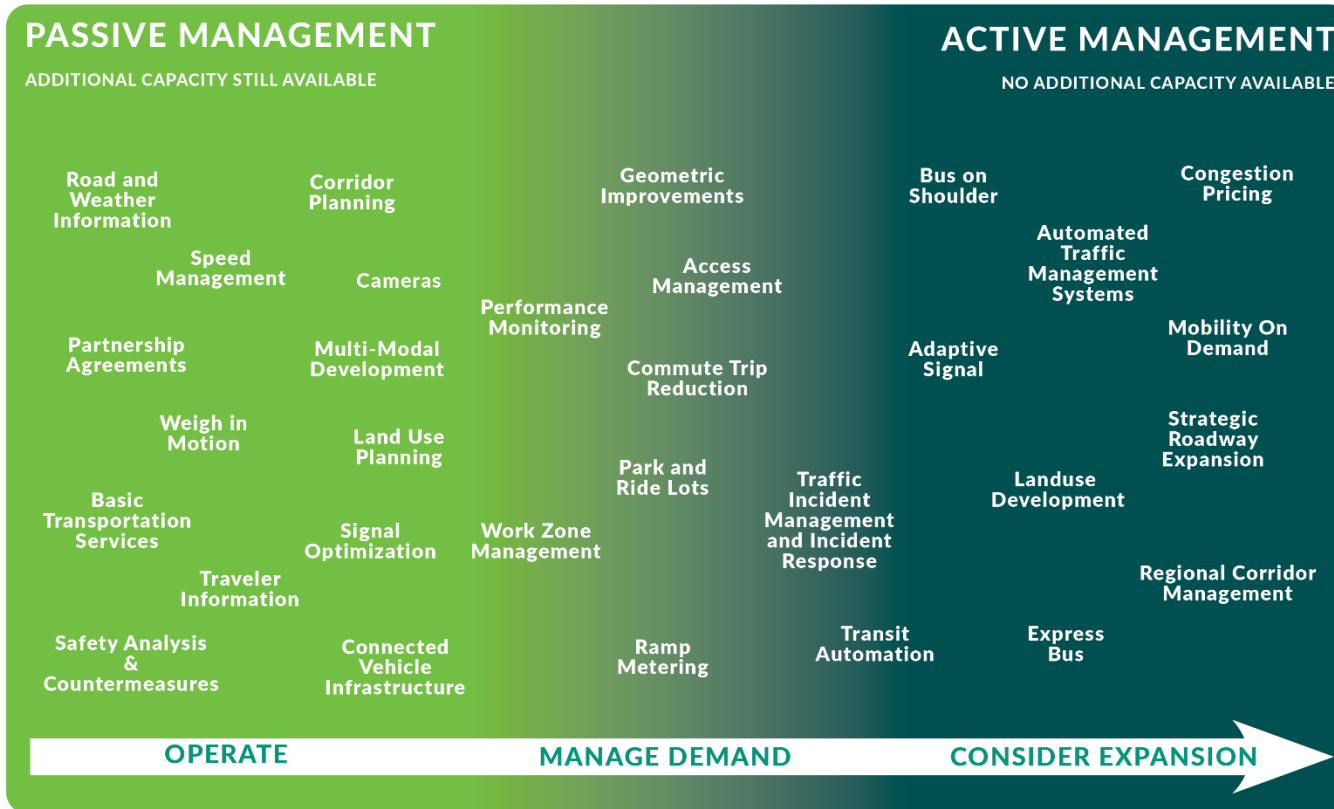 PASSIVE MANAGEMENT
ADDITIONAL CAPACITY STILL AVAILABLE
ACTIVE MANAGEMENT
NO ADDITIONAL CAPACITY AVAILABLE
Road and
Weather
Information
Corridor
Planning
Speed
Management
Cameras
Partnership
Agreements
Multi-Modal
Development
Weigh in
Motion
Land Use
Planning
Basic
Transportation
Services
Signal
Optimization
Traveler
Information
Safety Analysis
&
Countermeasures
Connected
Vehicle
Infrastructure
Geometric
Improvements
Access
Management
Performance
Monitoring
Commute Trip
Reduction
Park and
Ride Lots
Work Zone
Management
Traffic
Incident
Management
and Incident
Response
Ramp
Metering
Transit
Automation
Bus on
Shoulder
Congestion
Pricing
Automated
Traffic
Management
Systems
Mobility On
Demand
Adaptive
Signal
Strategic
Roadway
Expansion
Landuse
Development
Regional Corridor
Management
Express
Bus
OPERATE
MANAGE DEMAND
CONSIDER EXPANSION